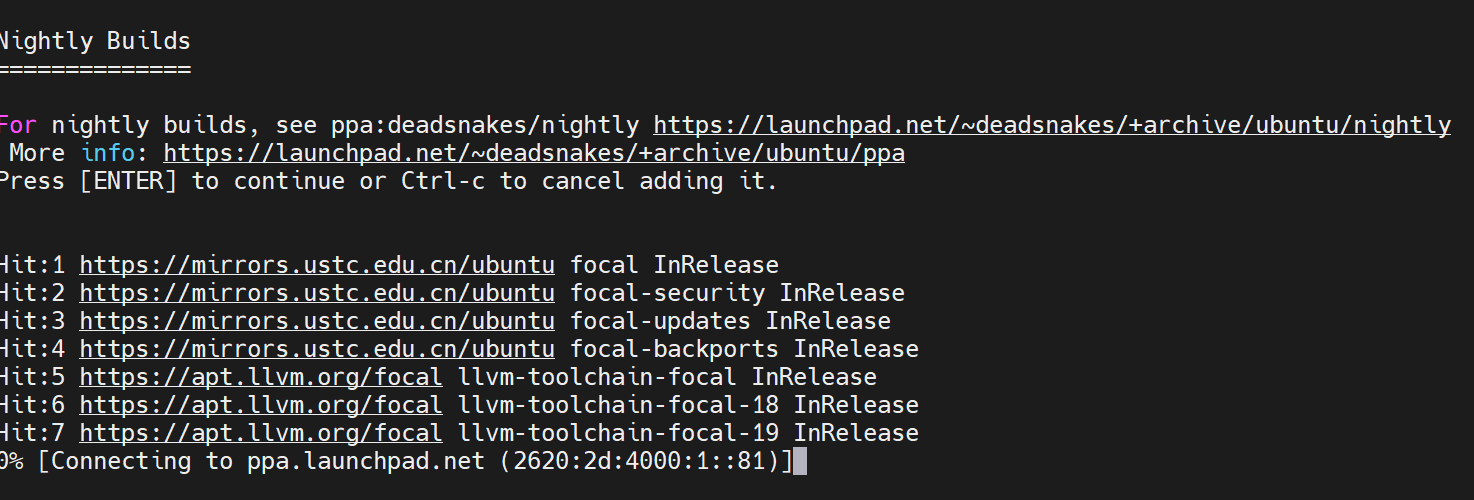 Nightly Builds
==============
For nightly builds, see ppa:deadsnakes/nightly https://launchpad.net/~deadsnakes/+archive/ubuntu/nightly
More info: https://launchpad.net/~deadsnakes/+archive/ubuntu/ppa
Press [ENTER] to continue or Ctrl-c to cancel adding it.
Hit:1 https://mirrors.ustc.edu.cn/ubuntu focal InRelease
Hit:2 https://mirrors.ustc.edu.cn/ubuntu focal-security InRelease
Hit:3 https://mirrors.ustc.edu.cn/ubuntu focal-updates InRelease
Hit:4 https://mirrors.ustc.edu.cn/ubuntu focal-backports InRelease
Hit:5 https://apt.llvm.org/focal llvm-toolchain-focal InRelease
Hit:6 https://apt.llvm.org/focal llvm-toolchain-focal-18 InRelease
Hit:7 https://apt.llvm.org/focal llvm-toolchain-focal-19 InRelease
0% [Connecting to ppa.launchpad.net (2620:2d:4000:1::81)]